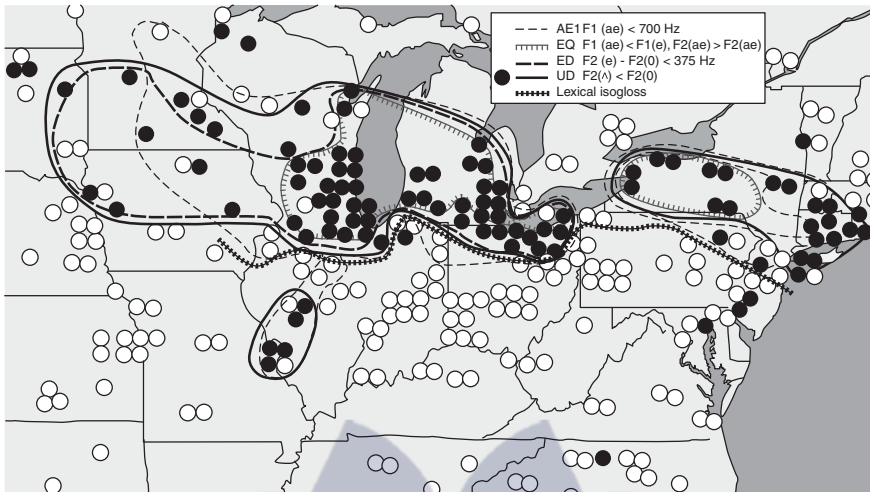 AE1 F1 (ae) < 700 Hz
EQ F1 (ae) < F1(e), F2(ae) > F2(ae)
ED F2 (e) - F2(0) < 375 Hz
UD F2(ʌ) < F2(0)
Lexical isogloss